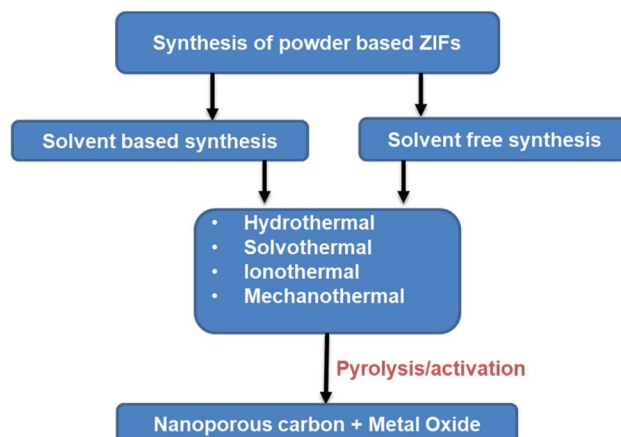 Synthesis of powder based ZIFs
Solvent based synthesis
Solvent free synthesis
• Hydrothermal
• Solvothermal
• Ionothermal
• Mechanothermal
Pyrolysis/activation
Nanoporous carbon + Metal Oxide